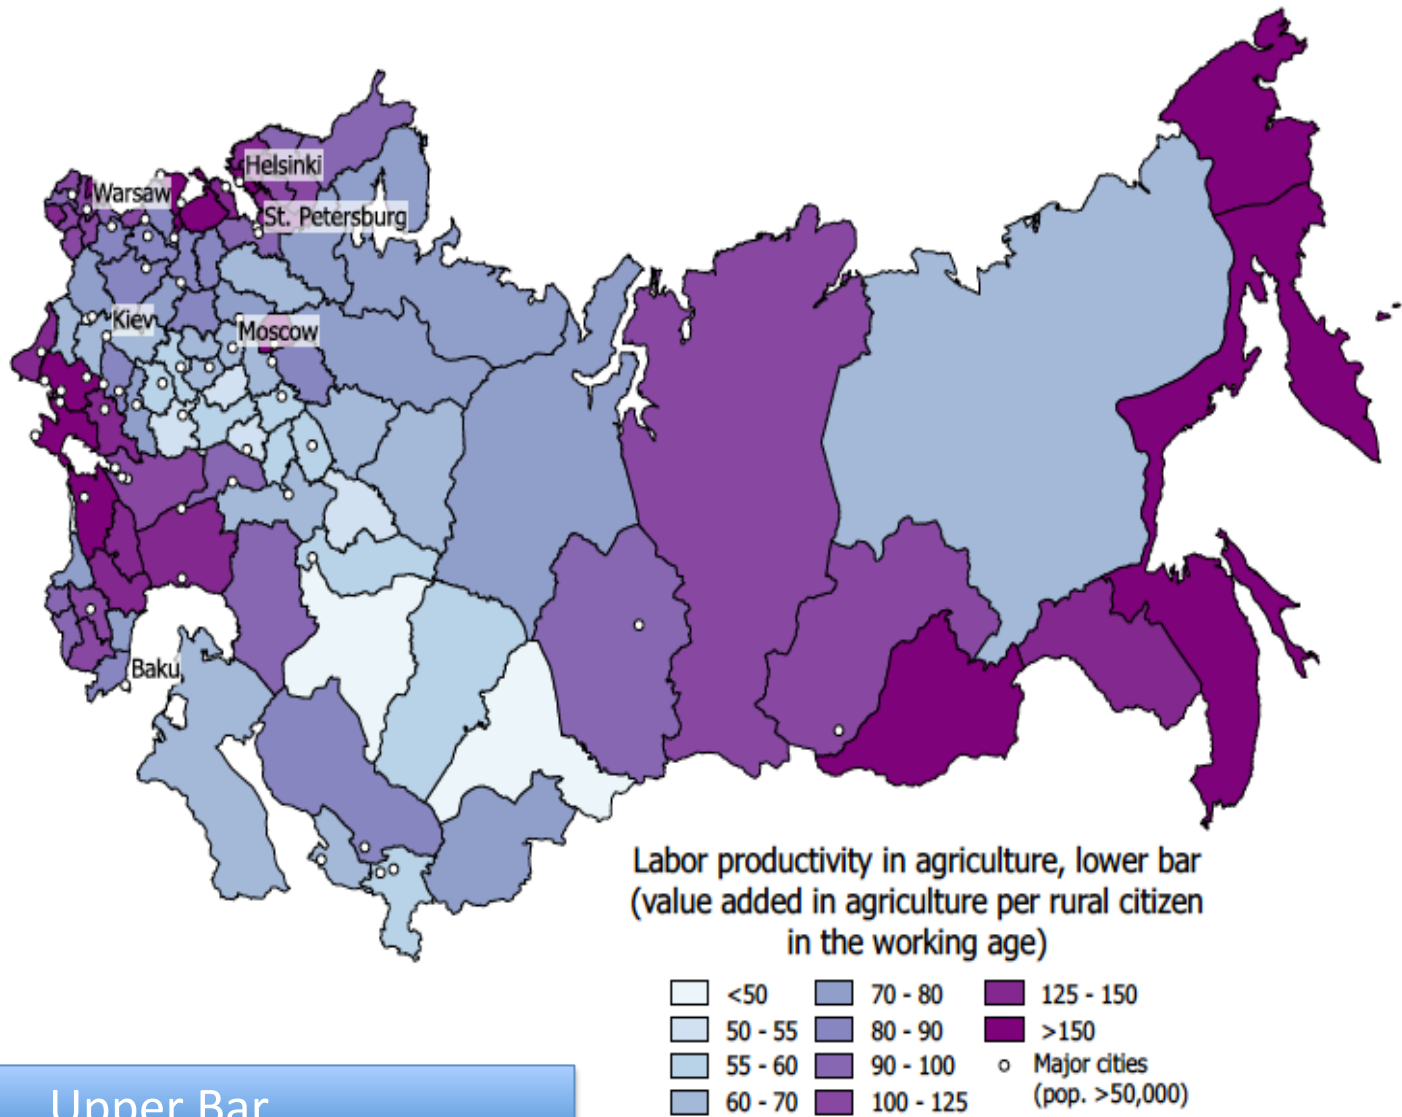 Helsinki
Warsaw
St. Petersburg
Kiev
Moscow
Baku
Labor productivity in agriculture, lower bar
(value added in agriculture per rural citizen
in the working age)
<50
70 - 80
125 - 150
50 - 55
80 - 90
>150
55 - 60
90 - 100
Major cities
(pop. >50,000)
60 - 70
100 - 125
Upper Bar